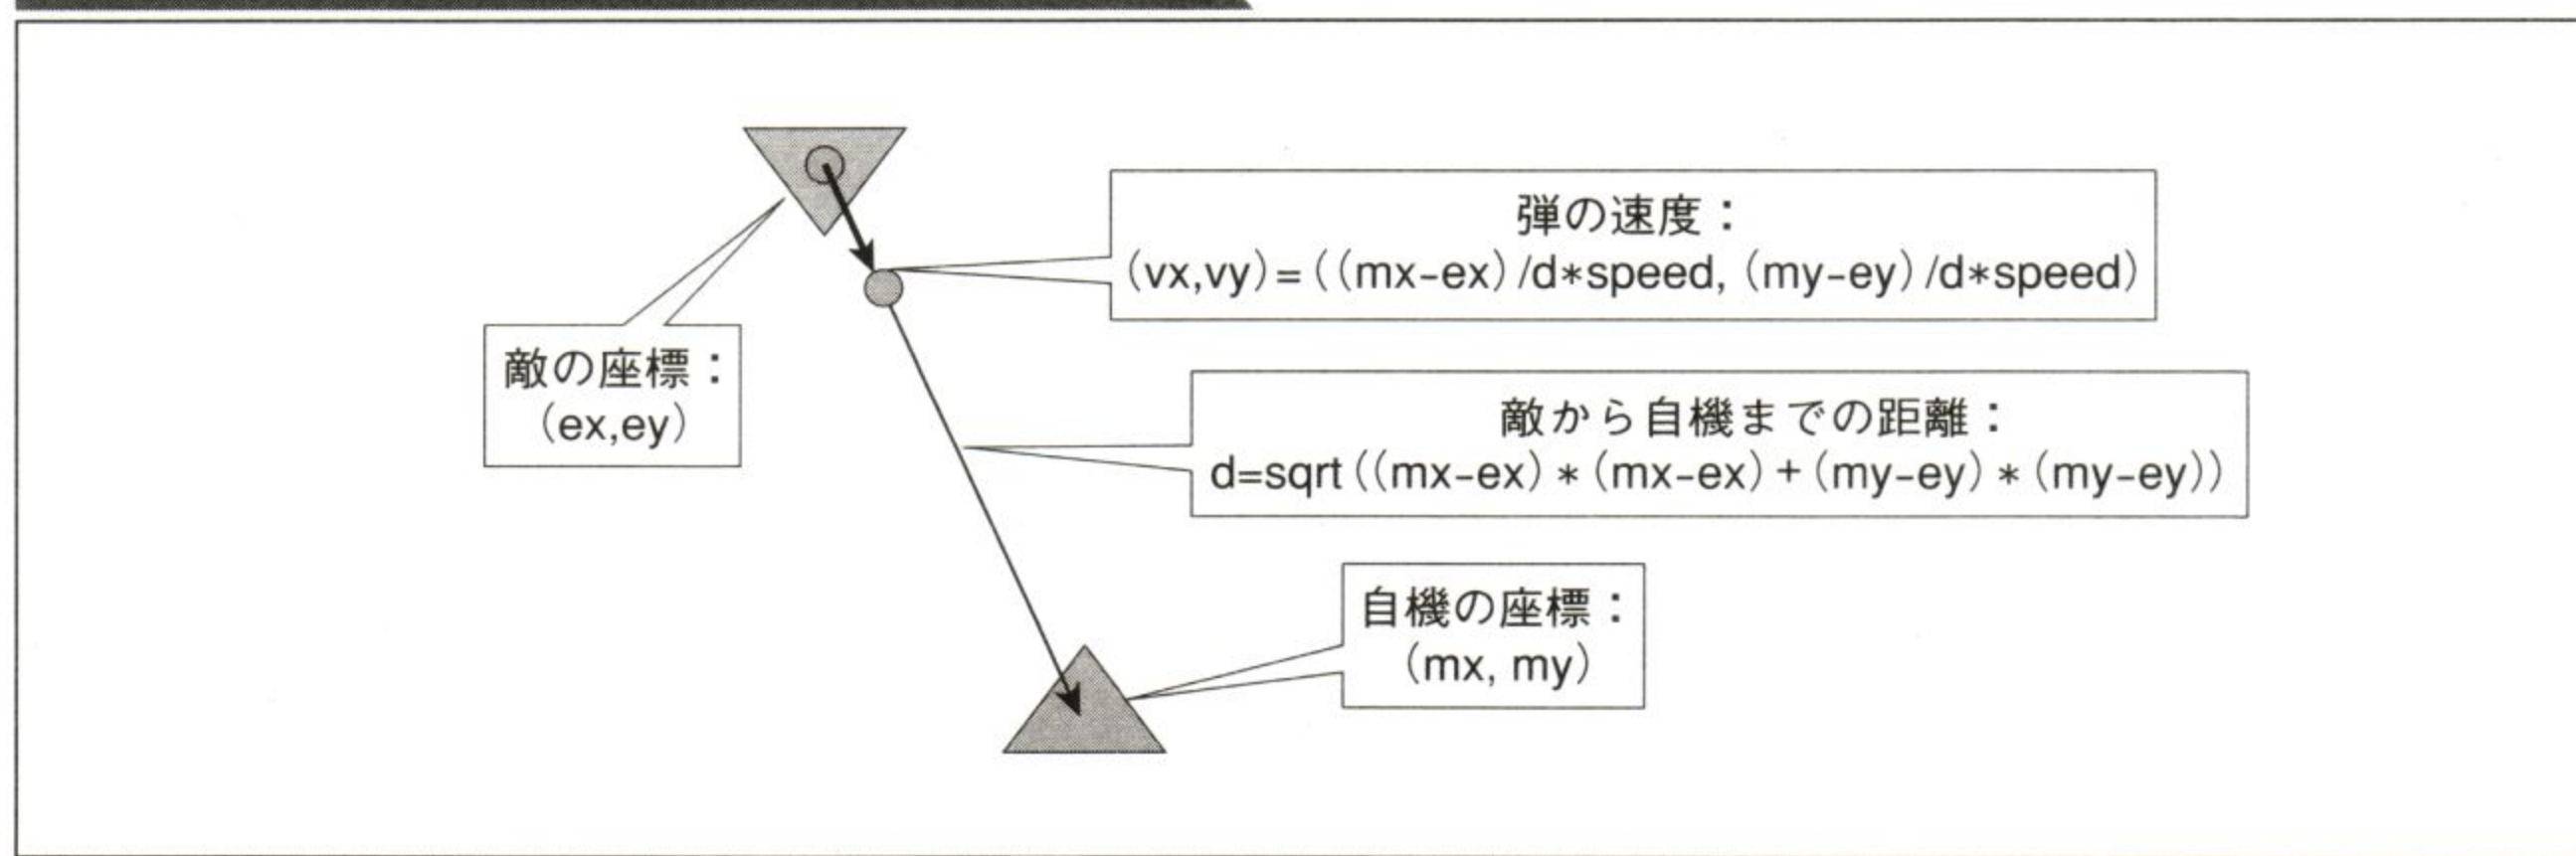 弾の速度：
(vx,vy)=((mx-ex)/d*speed, (my-ey)/d*speed)
敵の座標：
(ex,ey)
敵から自機までの距離：
d=sqrt((mx-ex)*(mx-ex)+(my-ey)*(my-ey))
自機の座標：
(mx, my)